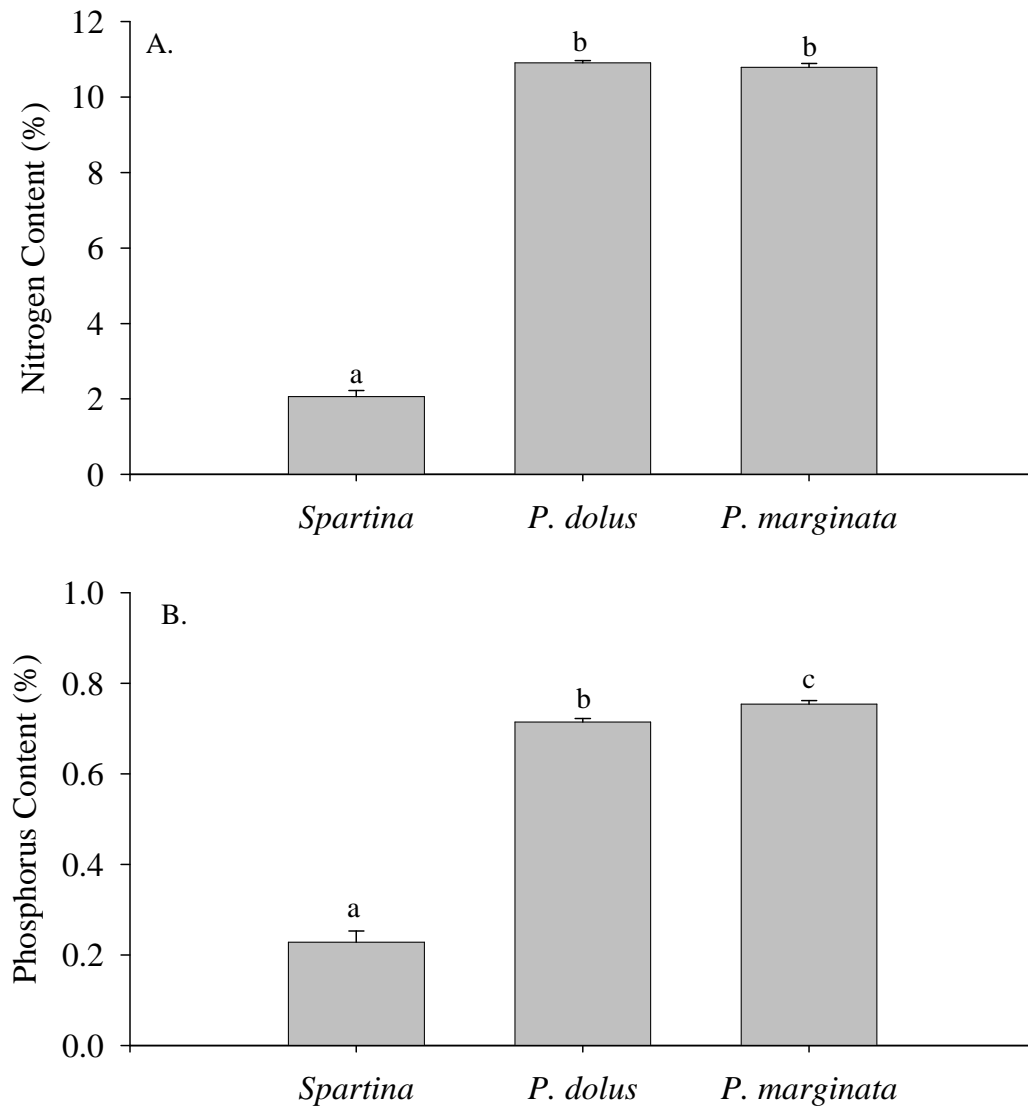 A.
Nitrogen Content (%)
12
10
8
6
4
2
0
a
b
b
Spartina
P. dolus
P. marginata
B.
Phosphorus Content (%)
1.0
0.8
0.6
0.4
0.2
0.0
a
b
c
Spartina
P. dolus
P. marginata